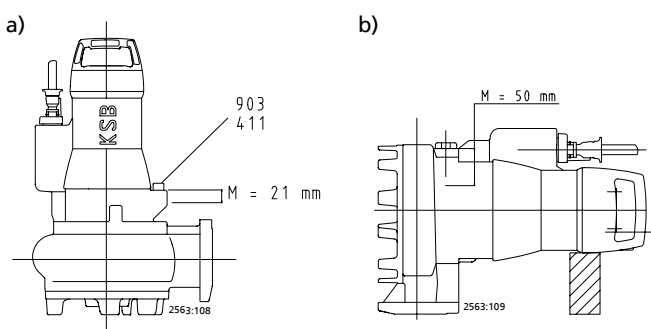 a)
b)
KSB
903
411
M = 21 mm
2563:108
M = 50 mm
2563:109